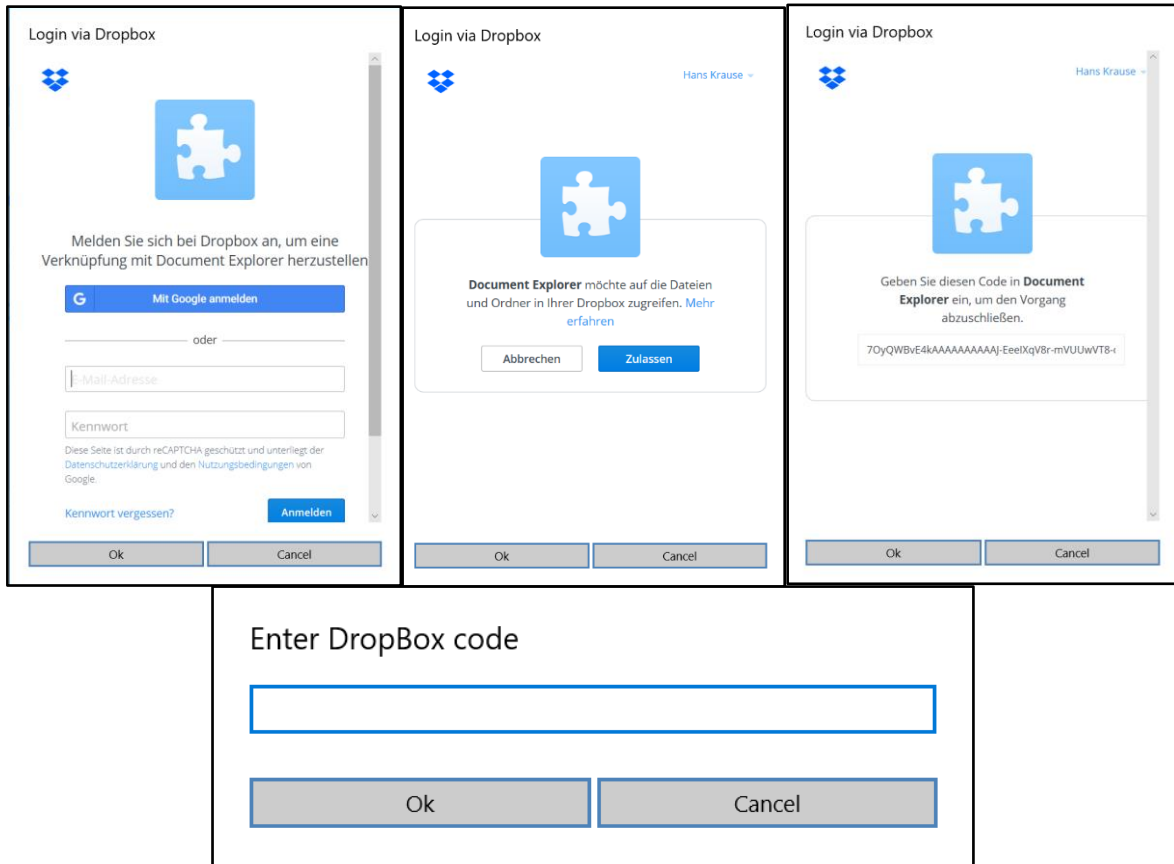 Login via Dropbox
Melden Sie sich bei Dropbox an, um eine
Verknüpfung mit Document Explorer herzustellen
G Mit Google anmelden
oder
E-Mail-Adresse
Kennwort
Diese Seite ist durch reCAPTCHA geschützt und unterliegt der
Datenschutzerklärung und den Nutzungsbedingungen von
Google.
Kennwort vergessen? Anmelden
Ok Cancel
Login via Dropbox
Hans Krause
Document Explorer möchte auf die Dateien
und Ordner in Ihrer Dropbox zugreifen. Mehr
erfahren
Abbrechen Zulassen
Ok Cancel
Login via Dropbox
Hans Krause
Geben Sie diesen Code in Document
Explorer ein, um den Vorgang
abzuschließen.
7OyQWBvE4kAAAAAAAAAAJ-EeeIXqV8r-mVUUwVT8-
Ok Cancel
Enter DropBox code
Ok Cancel